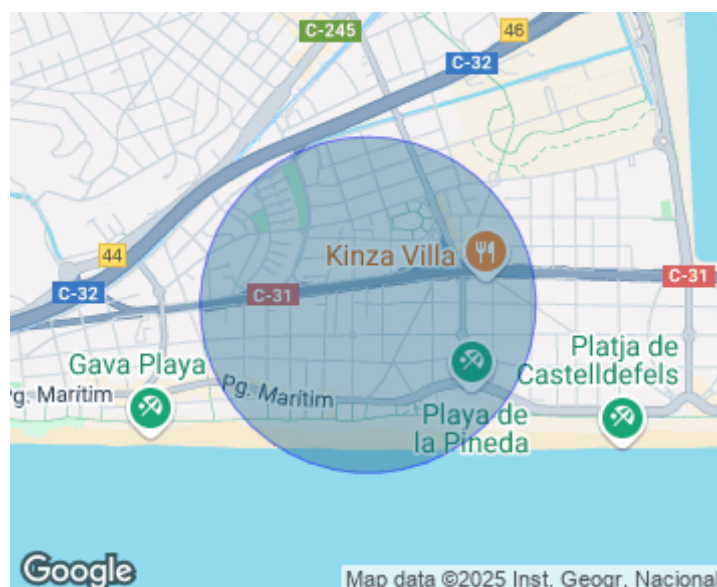 C-245
46
C-32
Kinza Villa
44
C-32
C-31
C-31
Gava Playa
Platja de
Castelldefels
Pg. Marítim
Pg. Marítim
Playa de
la Pineda
Google
Map data ©2025 Inst. Geogr. Nacional